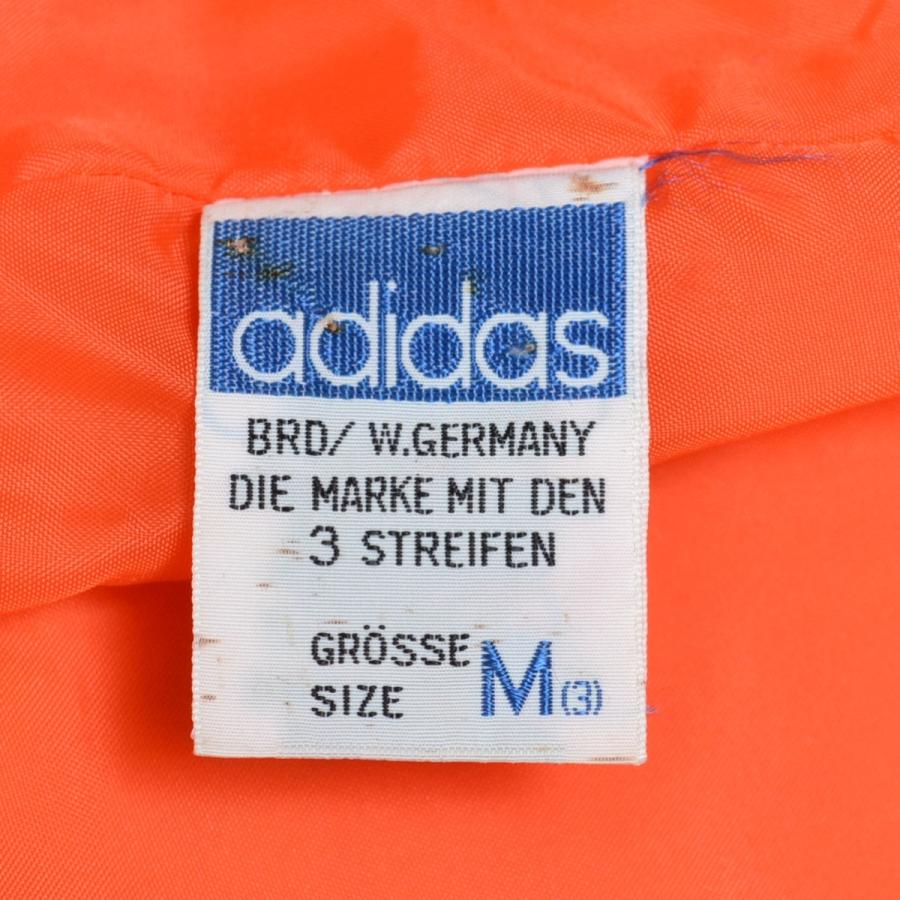 adidas
BRD/ W.GERMANY
DIE MARKE MIT DEN
3 STREIFEN
GRÖSSE
SIZE M(3)